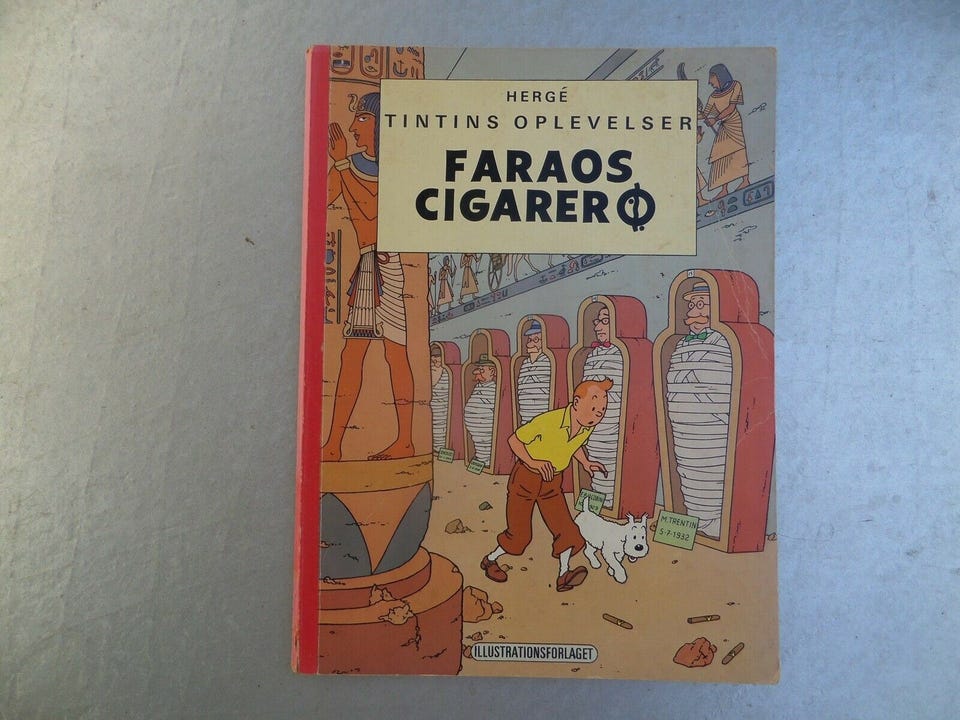 HERGÉ
TINTINS OPLEVELSER
FARAOS
CIGARER
M. TRENTIN
5-7-1932
ILLUSTRATIONSFORLAGET